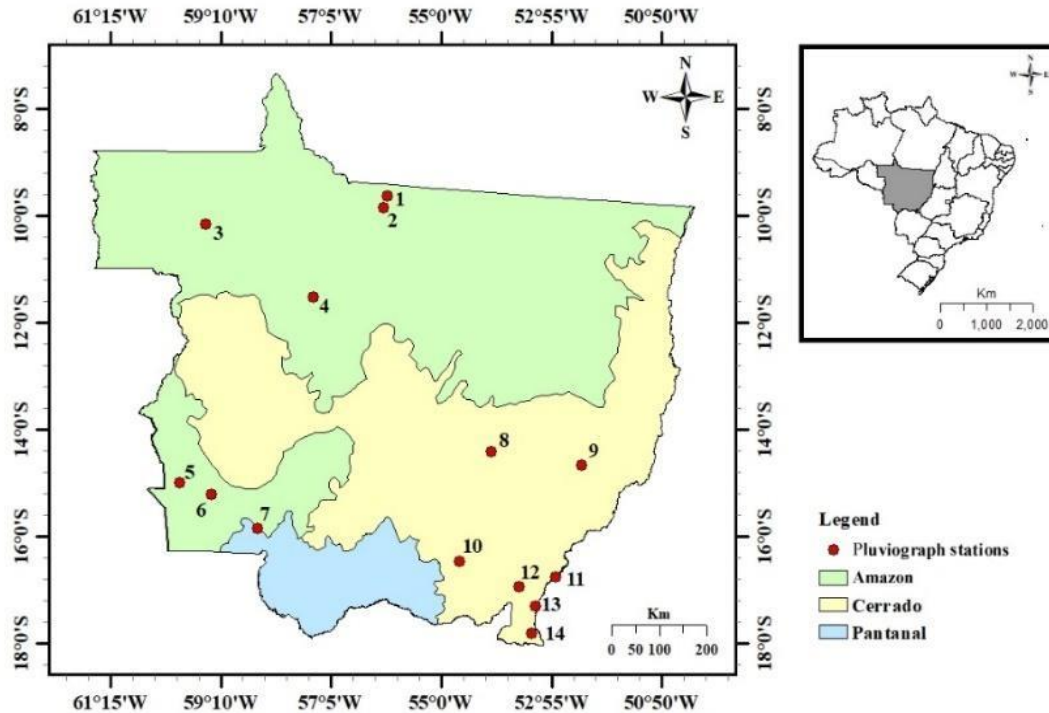 61°15'W 59°10'W 57°5'W 55°0'W 52°55'W 50°50'W
8°S
10°0'S
12°0'S
14°0'S
16°0'S
18°0'S
8°S
10°0'S
12°0'S
14°0'S
16°0'S
18°0'S
N
W E
S
1
2
3
4
5
6
7
8
9
10
11
12
13
14
Km
0 50 100 200
61°15'W 59°10'W 57°5'W 55°0'W 52°55'W 50°50'W
N
W E
S
Km
0 1,000 2,000
Legend
Pluviograph stations
Amazon
Cerrado
Pantanal